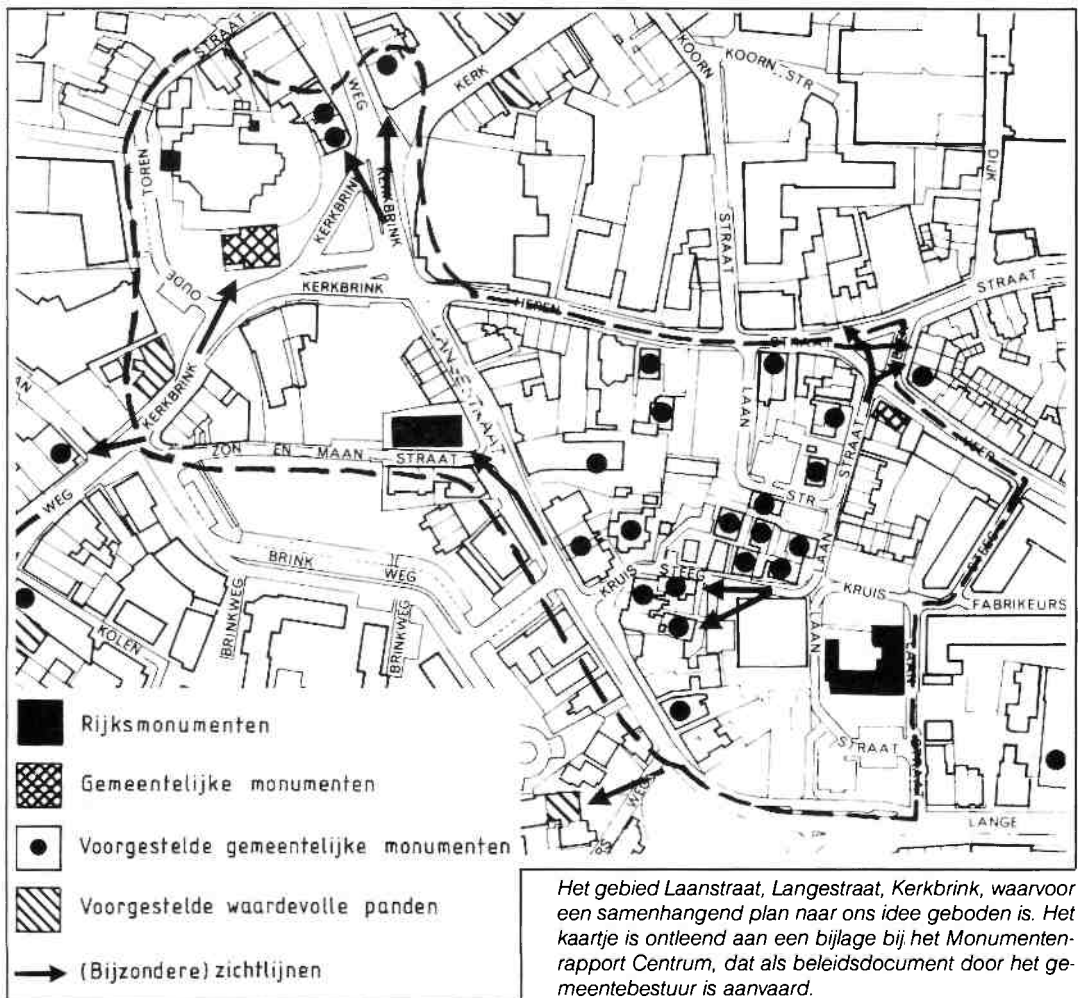 STRAAT
WEG
KERK
KOORN
KOORN STR
DIJK
TOREN
KERKBRINK
KERKBRINK
STRAAT
STRAAT
OUDE
KERKBRINK
HEREN
STRAAT
LANGESTRAAT
KERKBRINK
LAAN
STRAAT
MEER
WEG
ZON EN MAAN STRAAT
STR
LAAN
STEEG
BRINK WEG
KRUIS
STEEG
KRUIS
FABRIKEURS
BRINKWEG
BRINKWEG
KOLEN
LAAN
LAAN
STRAAT
STRAAT
WEG
LANGE
Rijksmonumenten
Gemeentelijke monumenten
Voorgestelde gemeentelijke monumenten
Voorgestelde waardevolle panden
(Bijzondere) zichtlijnen
Het gebied Laanstraat, Langestraat, Kerkbrink, waarvoor
een samenhangend plan naar ons idee geboden is. Het
kaartje is ontleend aan een bijlage bij het Monumenten-
rapport Centrum, dat als beleidsdocument door het ge-
meentebestuur is aanvaard.